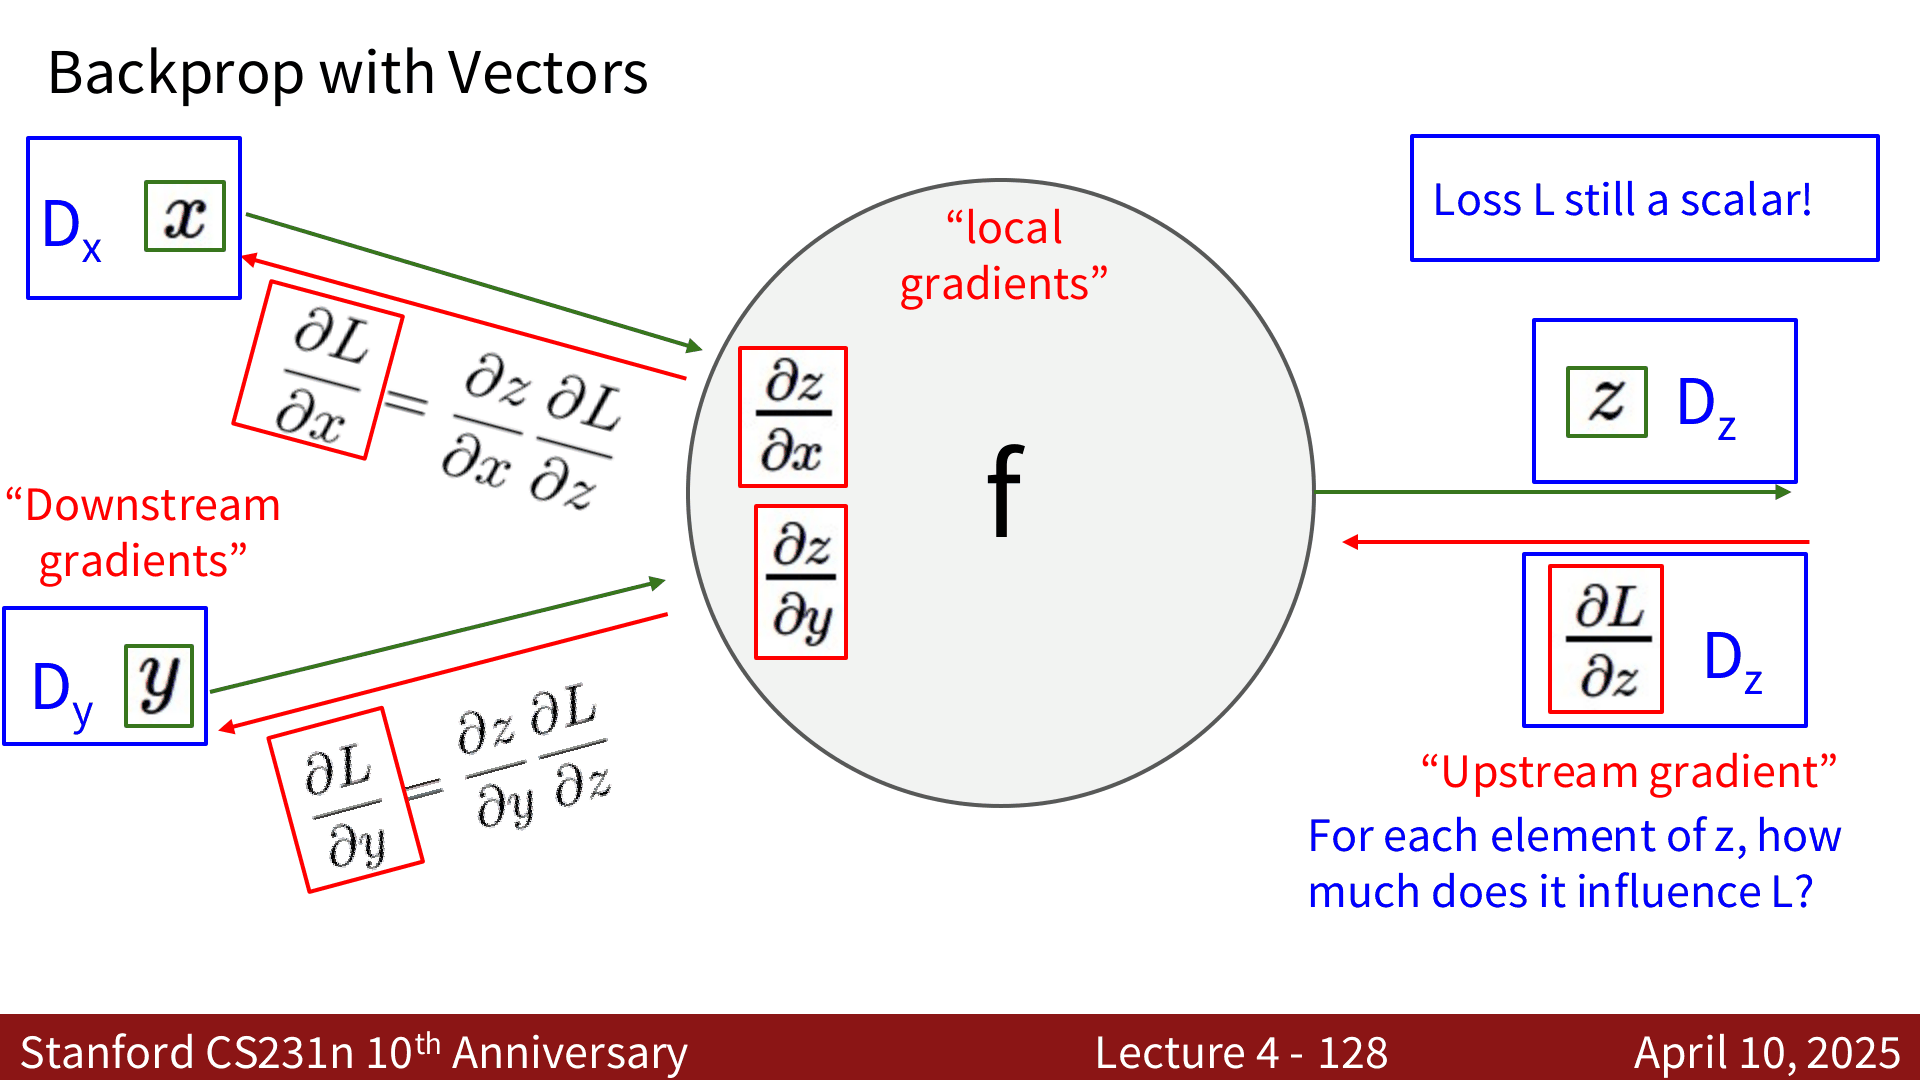 Backprop with Vectors
Dₓ x
Loss L still a scalar!
“local
gradients”
∂L/∂x = ∂z/∂x ∂L/∂z
∂z/∂x
z D_z
f
“Downstream
gradients”
∂z/∂y
D_y y
∂L/∂z D_z
∂L/∂y = ∂z/∂y ∂L/∂z
“Upstream gradient”
For each element of z, how
much does it influence L?
Stanford CS231n 10th Anniversary
Lecture 4 - 128
April 10, 2025